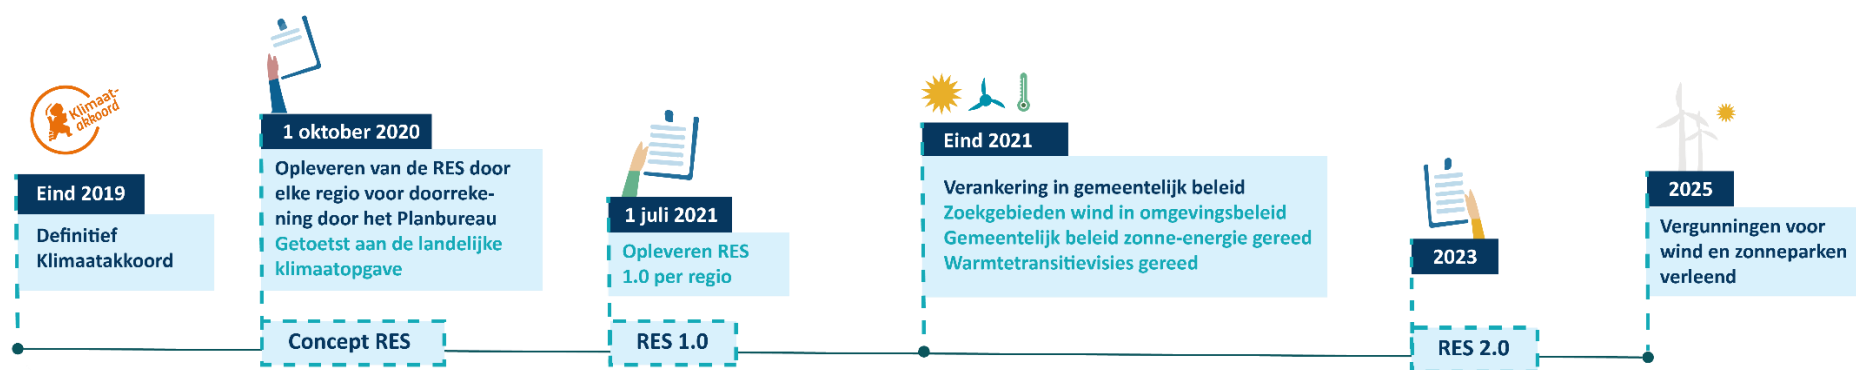 Klimaat-
akkoord
Eind 2019
Definitief
Klimaatakkoord
1 oktober 2020
Opleveren van de RES door
elke regio voor doorreke-
ning door het Planbureau
Getoetst aan de landelijke
klimaatopgave
Concept RES
1 juli 2021
Opleveren RES
1.0 per regio
RES 1.0
Eind 2021
Verankering in gemeentelijk beleid
Zoekgebieden wind in omgevingsbeleid
Gemeentelijk beleid zonne-energie gereed
Warmtetransitievisies gereed
2023
RES 2.0
2025
Vergunningen voor
wind en zonneparken
verleend